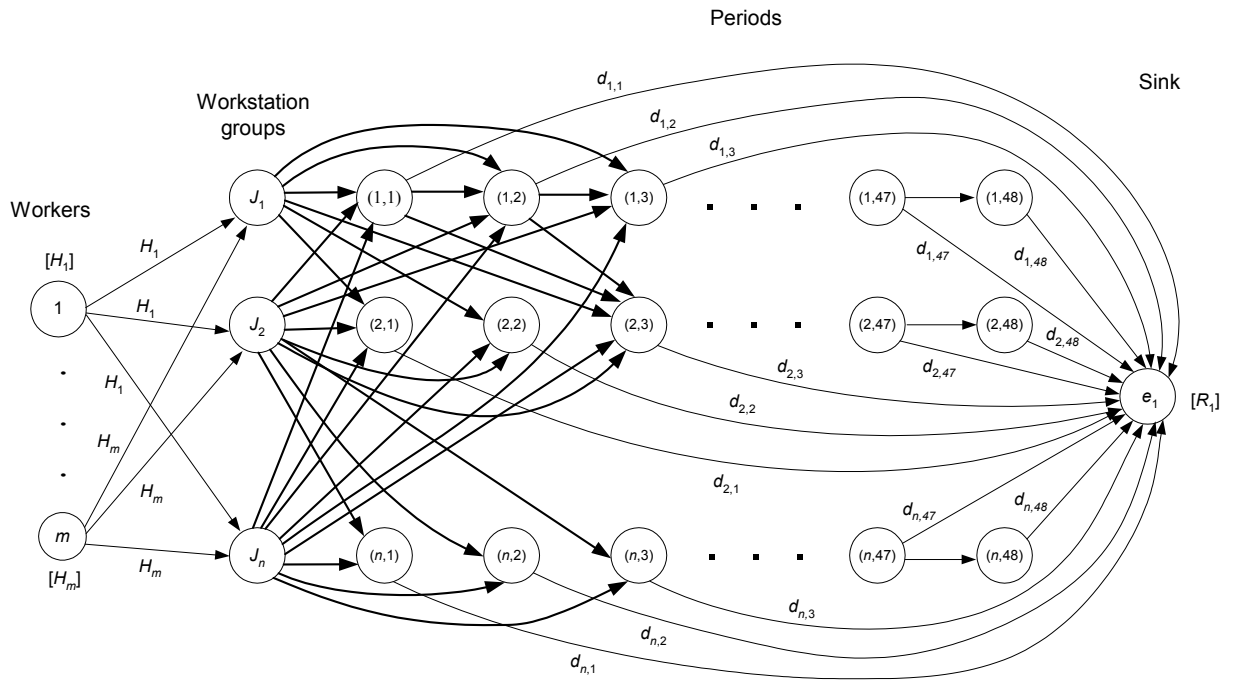 Periods
Sink
Workstation
groups
Workers
d1,1
d1,2
d1,3
J1
(1,1)
(1,2)
(1,3)
. . .
(1,47)
(1,48)
[H1]
H1
1
H1
H1
d1,47
d1,48
J2
(2,1)
(2,2)
(2,3)
. . .
(2,47)
(2,48)
d2,48
d2,47
d2,3
d2,2
d2,1
e1
[R1]
.
.
.
Hm
Hm
Hm
m
[Hm]
dn,47
dn,48
Jn
(n,1)
(n,2)
(n,3)
. . .
(n,47)
(n,48)
dn,3
dn,2
dn,1